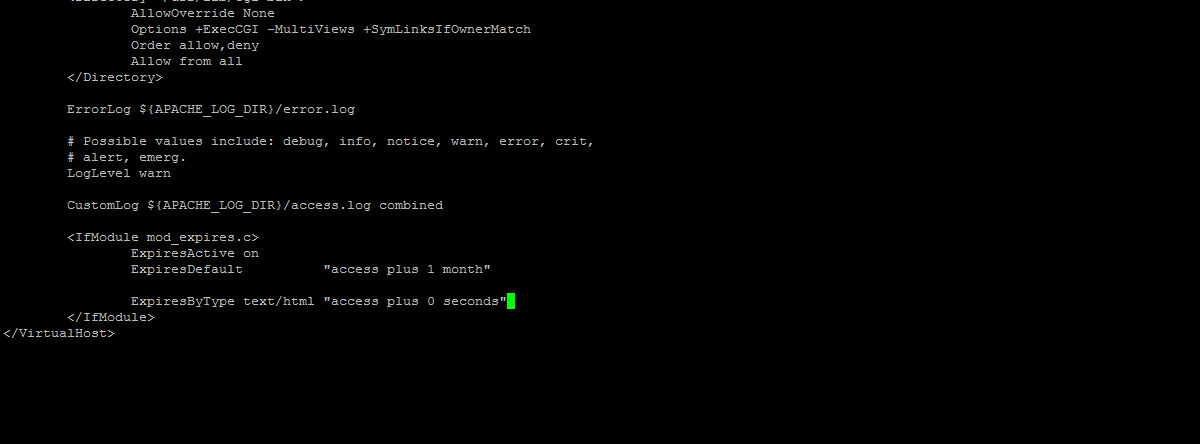 AllowOverride None
Options +ExecCGI -MultiViews +SymLinksIfOwnerMatch
Order allow,deny
Allow from all
</Directory>
ErrorLog ${APACHE_LOG_DIR}/error.log
# Possible values include: debug, info, notice, warn, error, crit,
# alert, emerg.
LogLevel warn
CustomLog ${APACHE_LOG_DIR}/access.log combined
<IfModule mod_expires.c>
ExpiresActive on
ExpiresDefault "access plus 1 month"
ExpiresByType text/html "access plus 0 seconds"
</IfModule>
</VirtualHost>